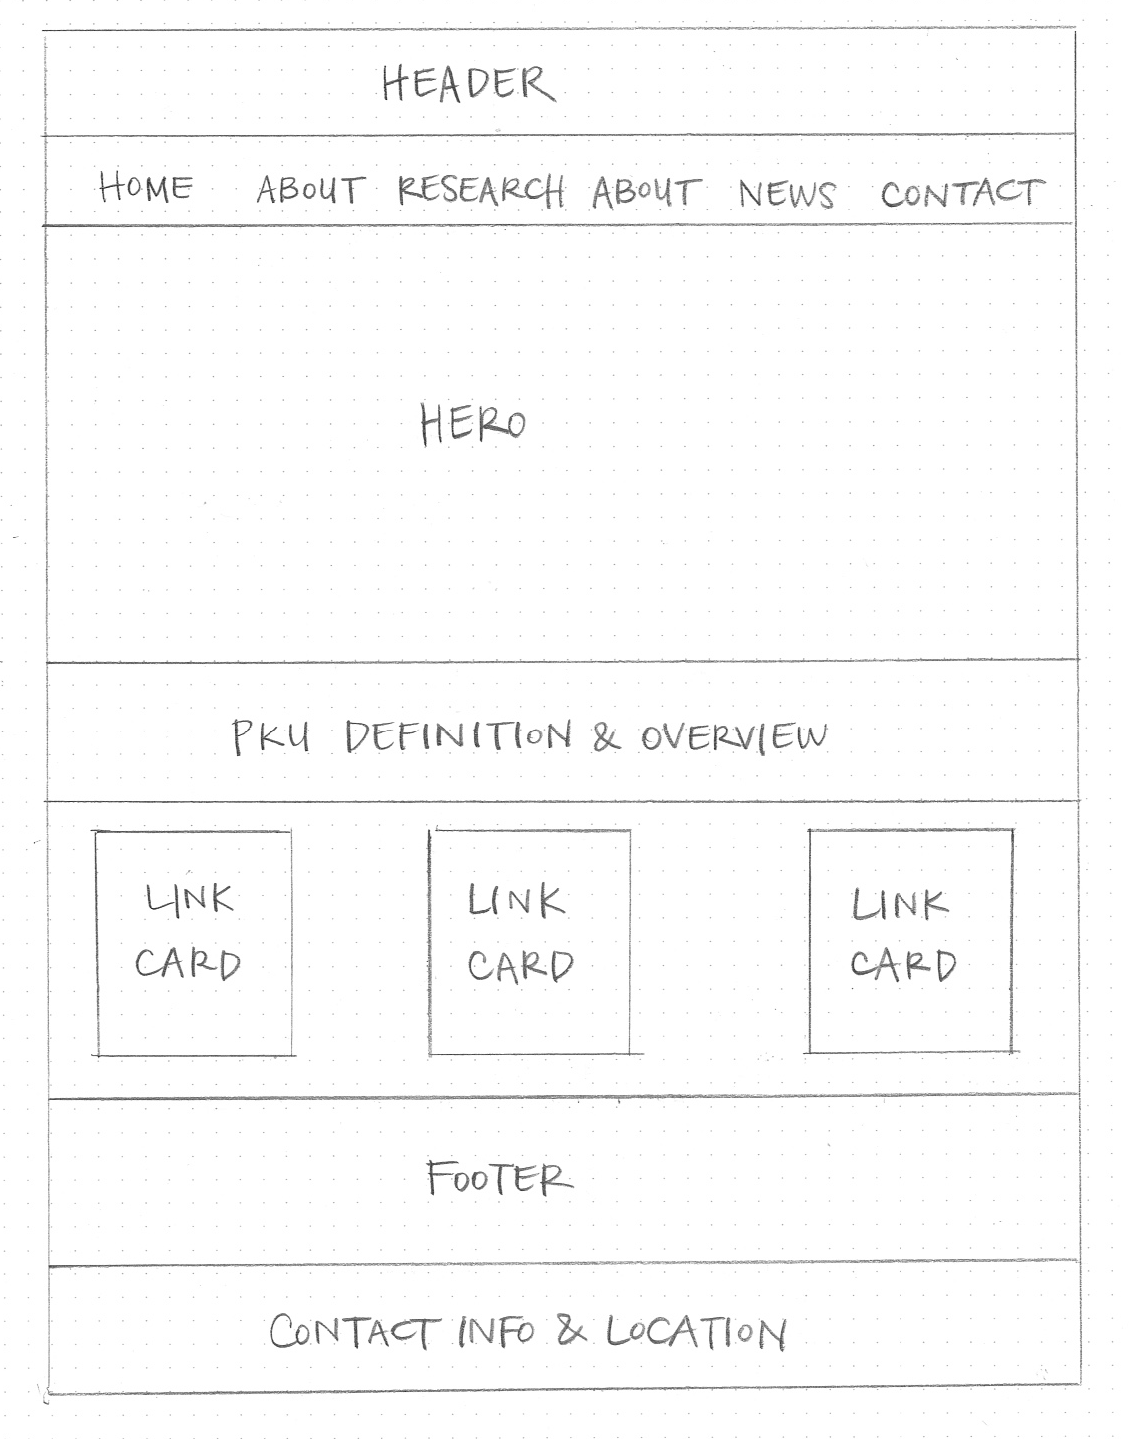 HEADER
HOME ABOUT RESEARCH ABOUT NEWS CONTACT
HERO
PKU DEFINITION & OVERVIEW
LINK
CARD
LINK
CARD
LINK
CARD
FOOTER
CONTACT INFO & LOCATION